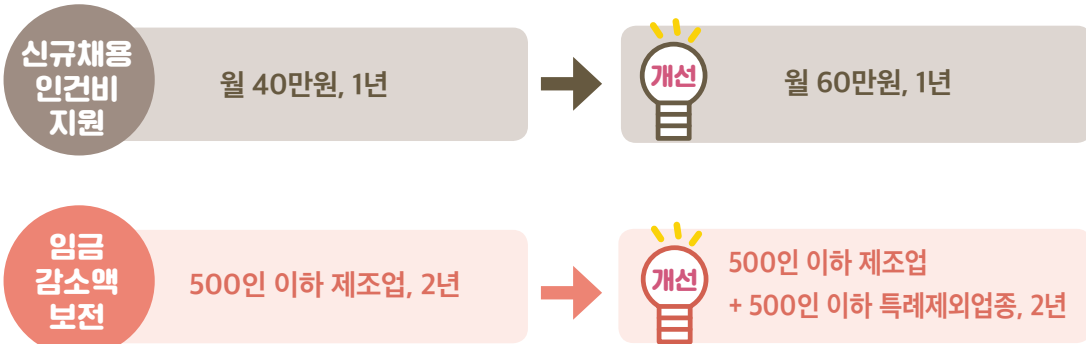 신규채용
인건비
지원
월 40만원, 1년
개선
월 60만원, 1년
임금
감소액
보전
500인 이하 제조업, 2년
개선
500인 이하 제조업
+ 500인 이하 특례제외업종, 2년